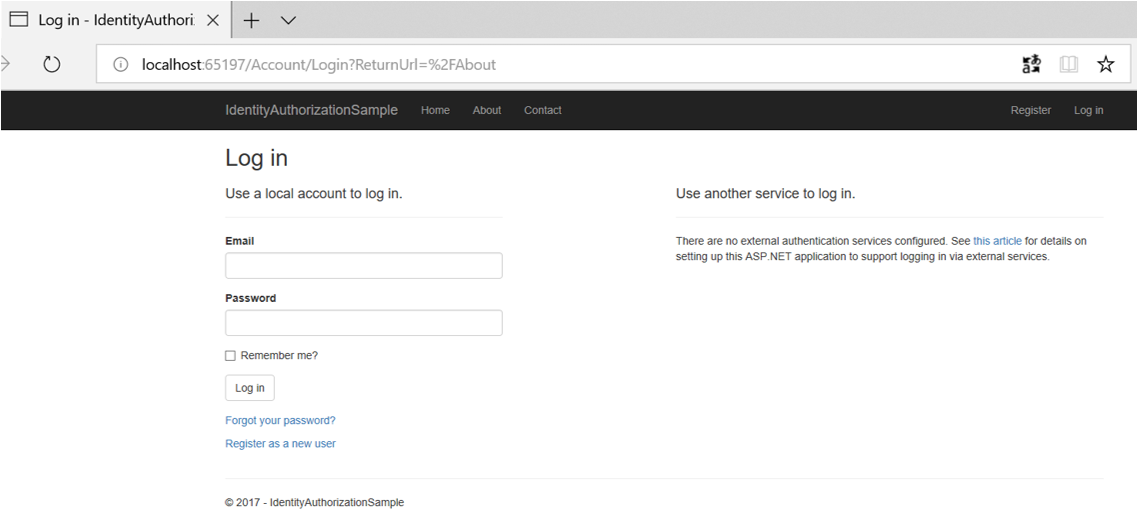 Log in - IdentityAuthori
localhost:65197/Account/Login?ReturnUrl=%2FAbout
IdentityAuthorizationSample Home About Contact Register Log in
Log in
Use a local account to log in.
Use another service to log in.
Email
There are no external authentication services configured. See this article for details on
setting up this ASP.NET application to support logging in via external services.
Password
Remember me?
Log in
Forgot your password?
Register as a new user
© 2017 - IdentityAuthorizationSample